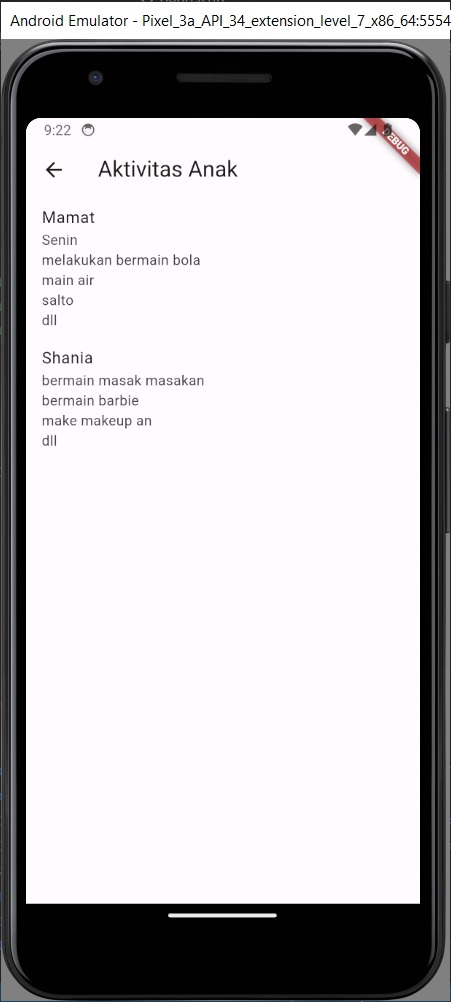 Android Emulator - Pixel_3a_API_34_extension_level_7_x86_64:5554
9:22
DEBUG
Aktivitas Anak
Mamat
Senin
melakukan bermain bola
main air
salto
dll
Shania
bermain masak masakan
bermain barbie
make makeup an
dll